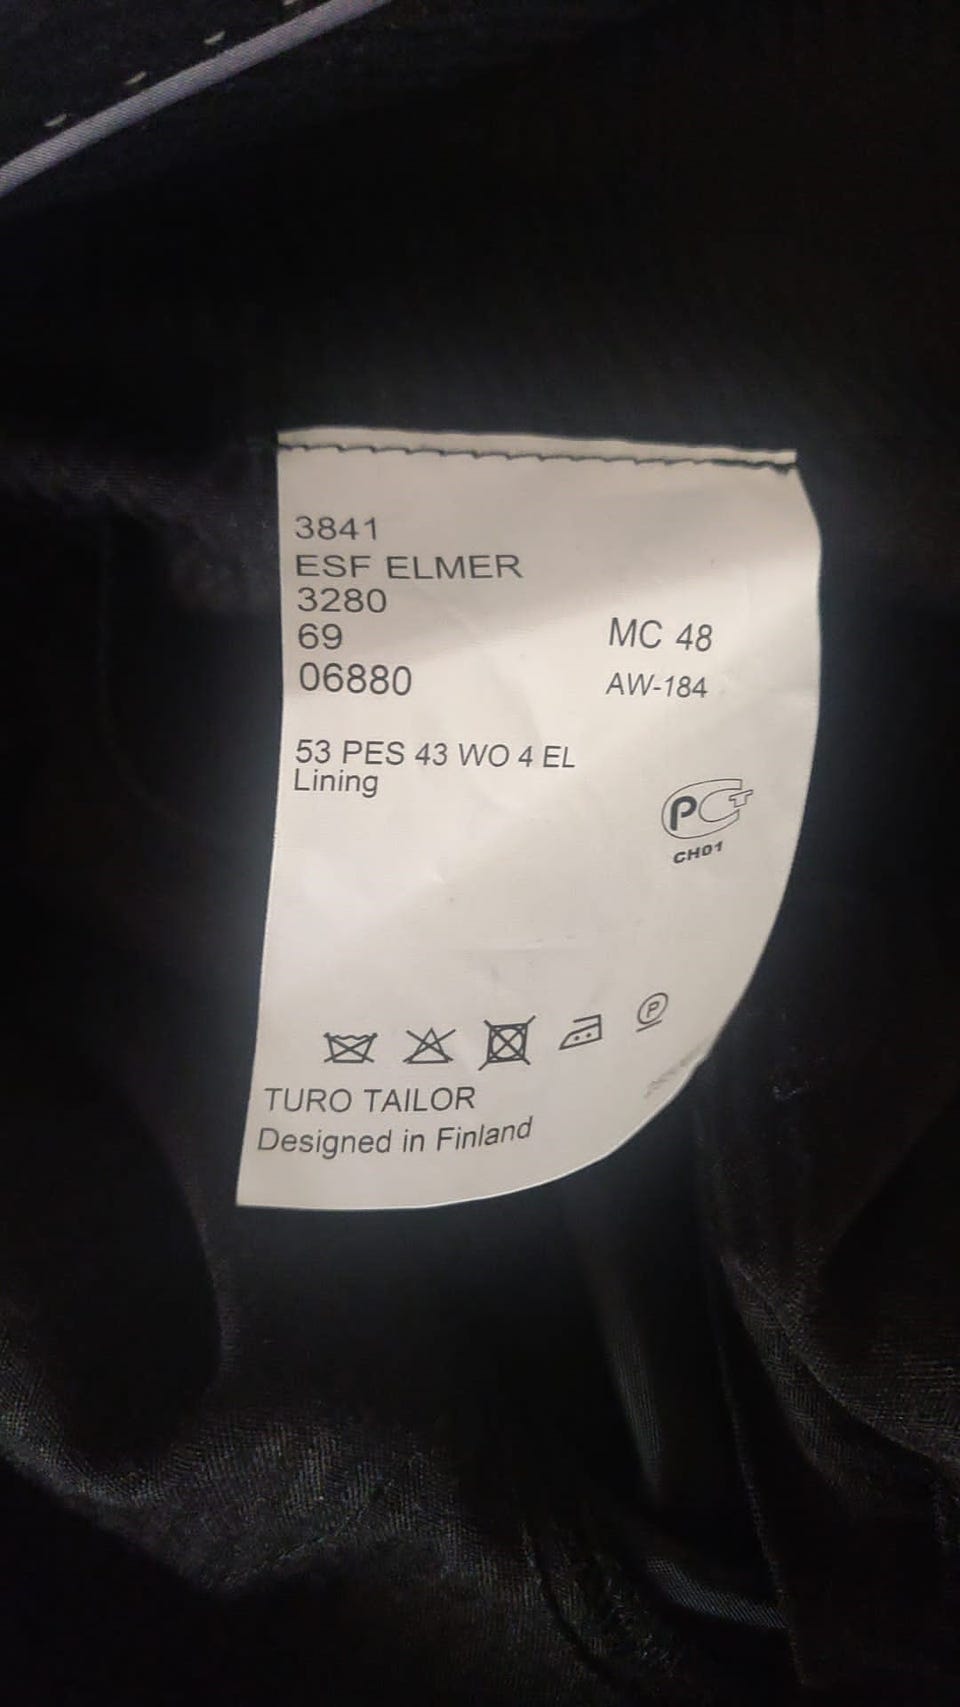 3841
ESF ELMER
3280
69 MC 48
06880 AW-184
53 PES 43 WO 4 EL
Lining
РСТ
CH01
P
TURO TAILOR
Designed in Finland